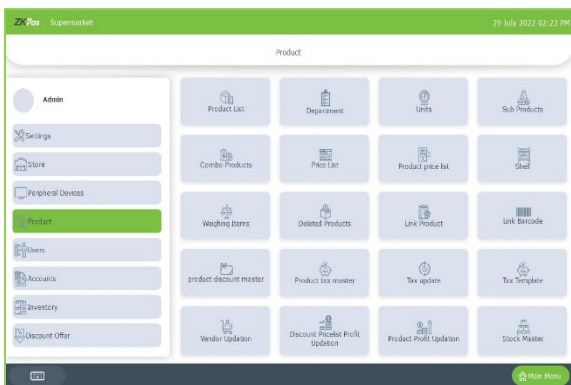 ZKPos Supermarket 29 July 2022 02:23 PM
Product
Admin
Settings
Store
Peripheral Devices
Product
Users
Accounts
Inventory
Discount Offer
Product List
Department
Units
Sub Products
Combo Products
Price List
Product price list
Shelf
Weighing Items
Deleted Products
Link Product
Link Barcode
product discount master
Product tax master
Tax update
Tax Template
Vendor Updation
Discount Pricelist Profit
Updation
Product Profit Updation
Stock Master
Main Menu